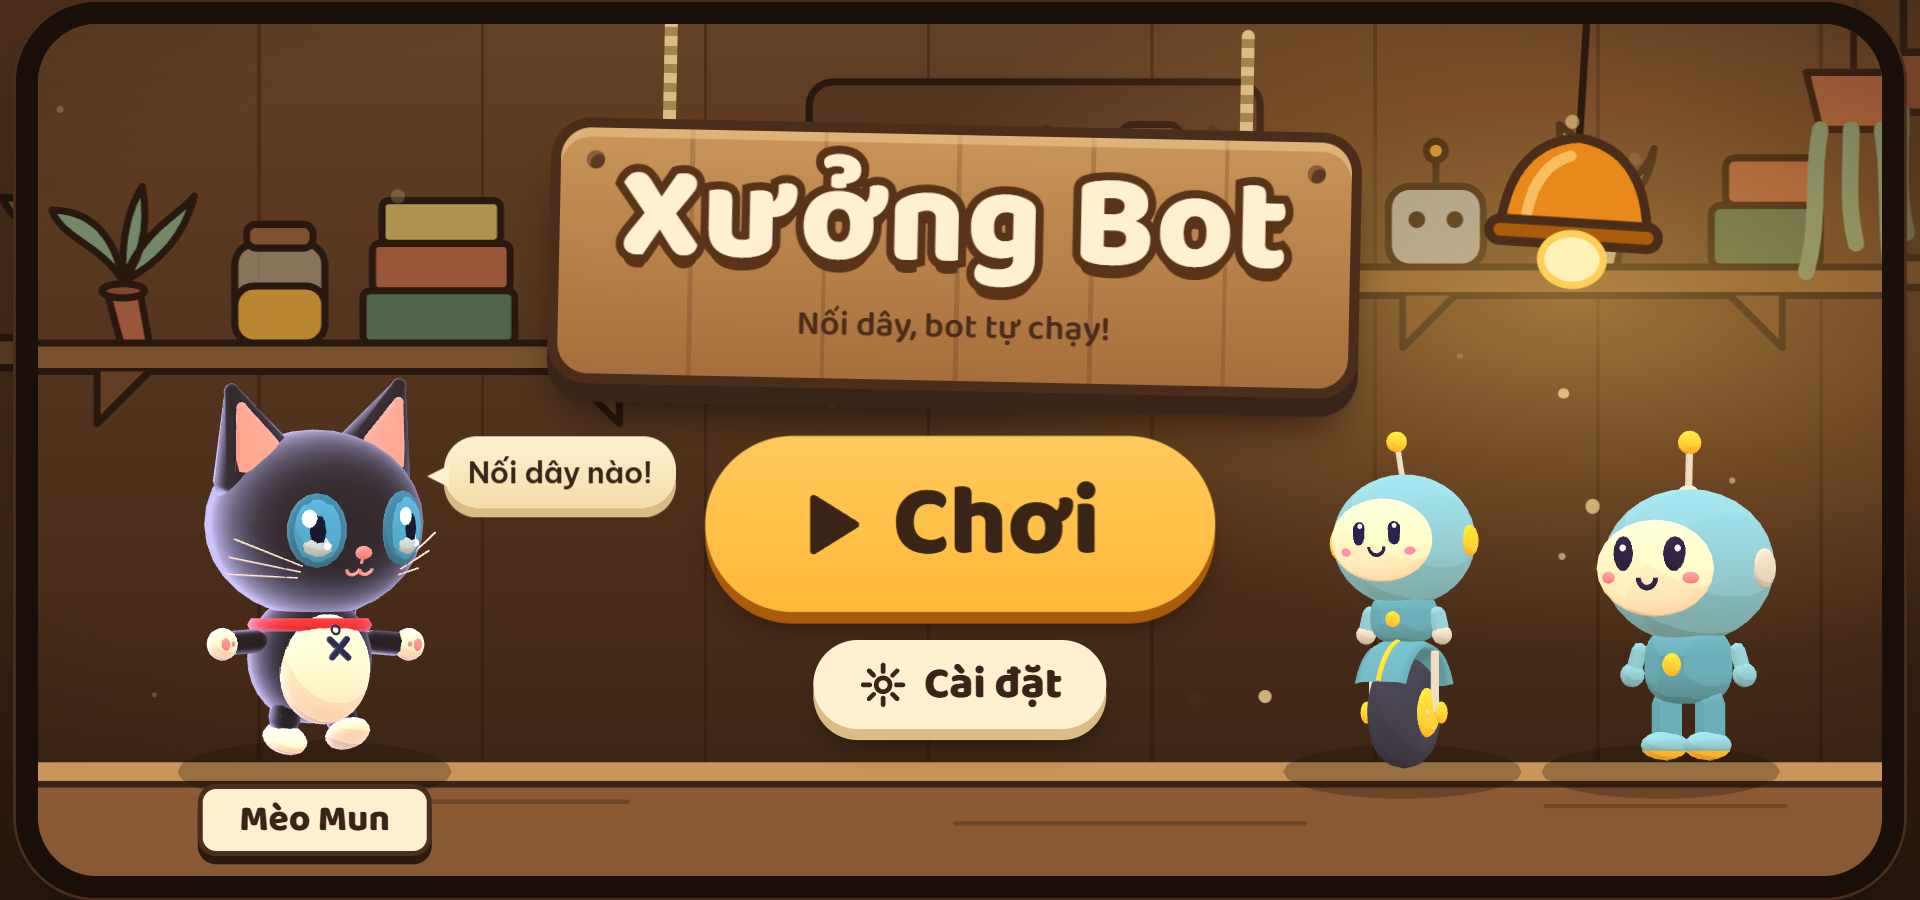 Xưởng Bot
Nối dây, bot tự chạy!
Nối dây nào!
Chơi
Cài đặt
Mèo Mun